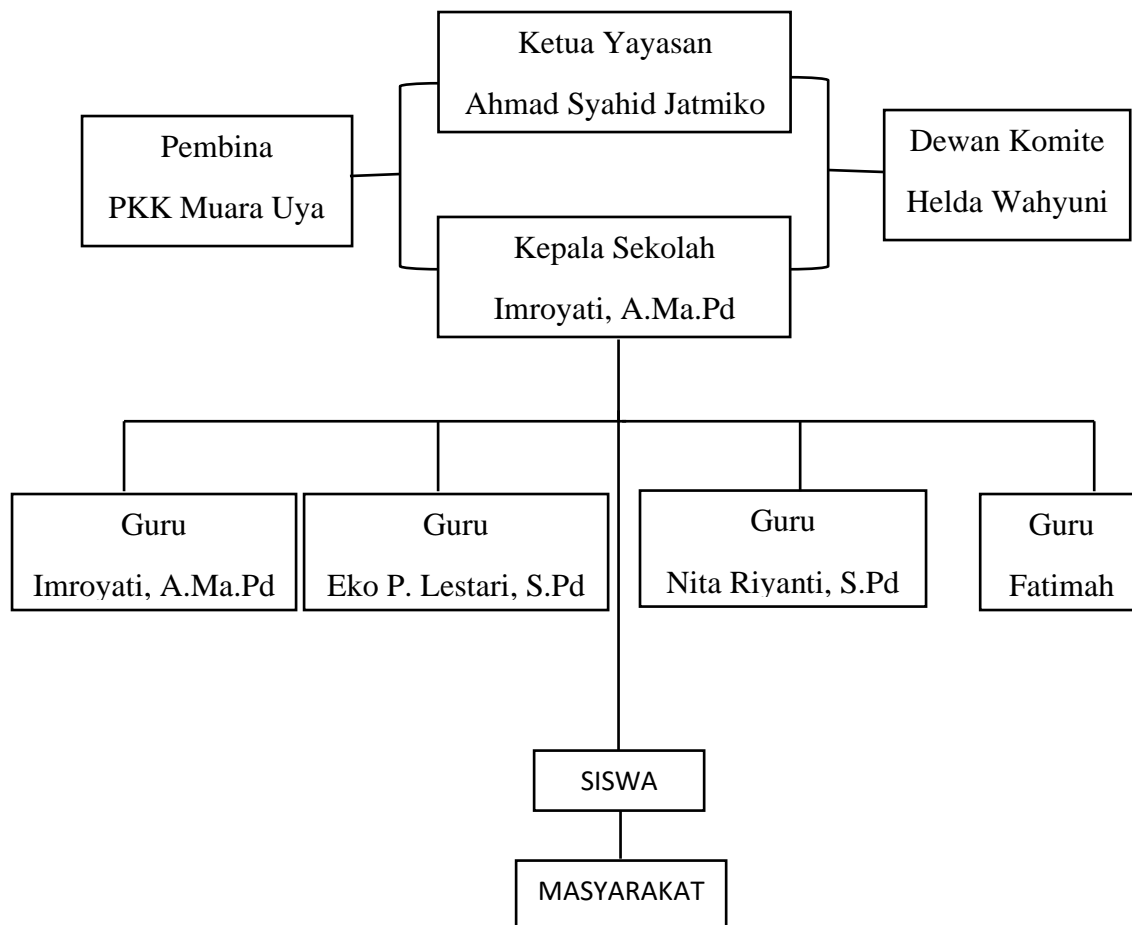 Ketua Yayasan
Ahmad Syahid Jatmiko
Pembina
PKK Muara Uya
Dewan Komite
Helda Wahyuni
Kepala Sekolah
Imroyati, A.Ma.Pd
Guru
Imroyati, A.Ma.Pd
Guru
Eko P. Lestari, S.Pd
Guru
Nita Riyanti, S.Pd
Guru
Fatimah
SISWA
MASYARAKAT